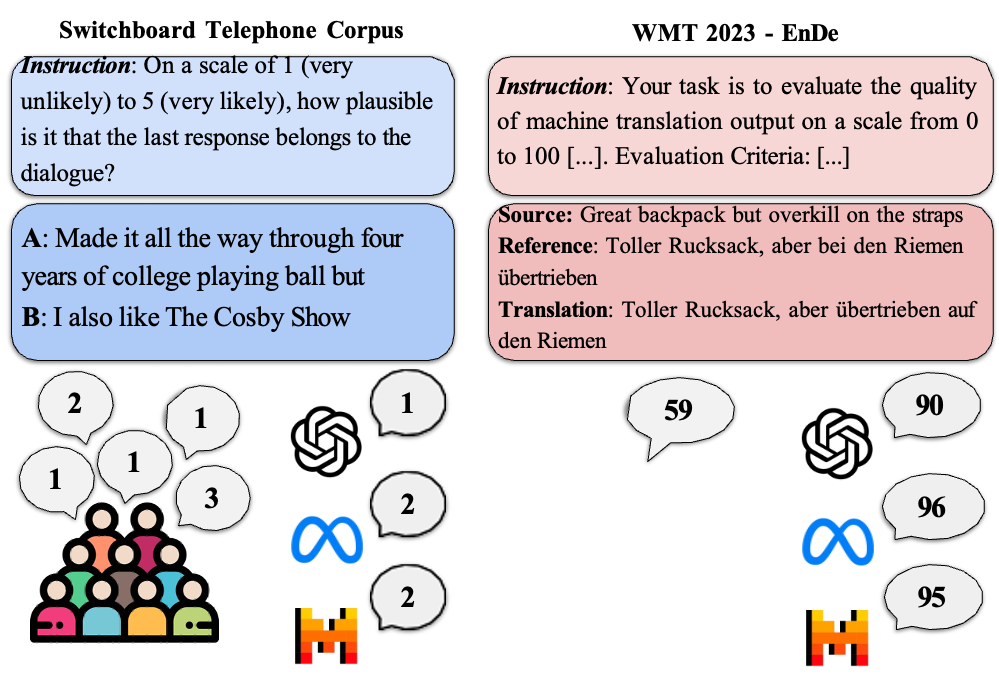 Switchboard Telephone Corpus
Instruction: On a scale of 1 (very
unlikely) to 5 (very likely), how plausible
is it that the last response belongs to the
dialogue?
A: Made it all the way through four
years of college playing ball but
B: I also like The Cosby Show
2
1
1
1
3
1
2
2
WMT 2023 - EnDe
Instruction: Your task is to evaluate the quality
of machine translation output on a scale from 0
to 100 [...]. Evaluation Criteria: [...]
Source: Great backpack but overkill on the straps
Reference: Toller Rucksack, aber bei den Riemen
übertrieben
Translation: Toller Rucksack, aber übertrieben auf
den Riemen
59
90
96
95